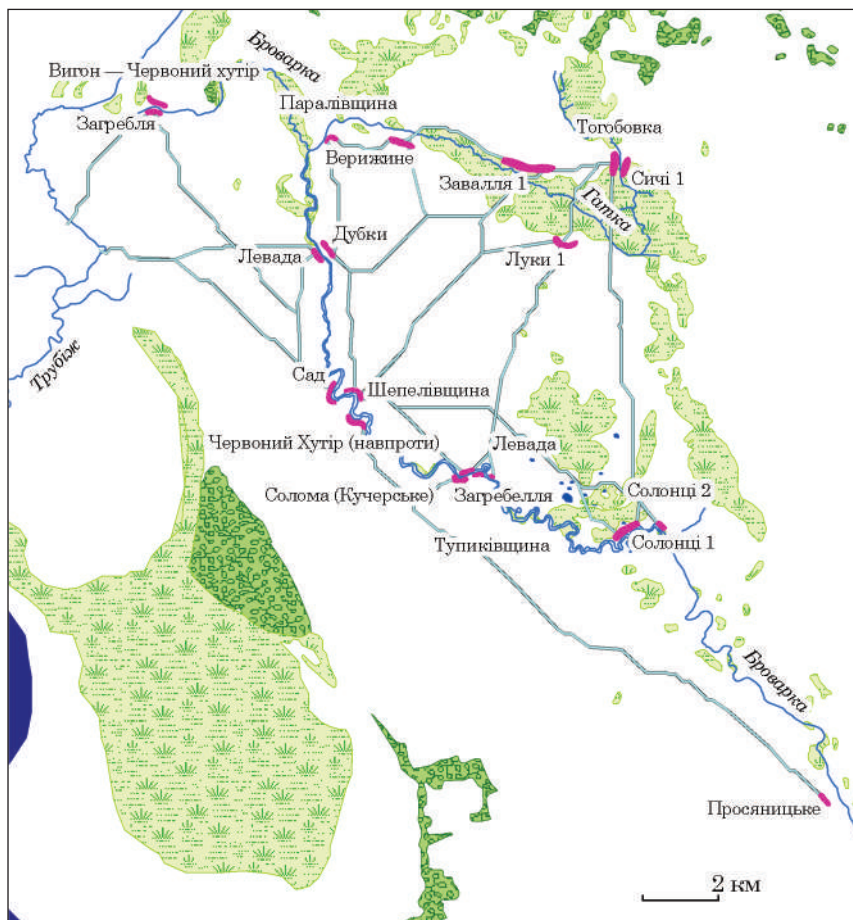 Броварка
Вигон — Червоний хутір
Паралівщина
Загребля
Тогобовка
Верижине
Завалля 1
Сичі 1
Гатка
Дубки
Левада
Луки 1
Трубіж
Сад
Шепелівщина
Червоний Хутір (навпроти)
Левада
Солома (Кучерське)
Загребелля
Солонці 2
Тупиківщина
Солонці 1
Броварка
Просяницьке
2 км